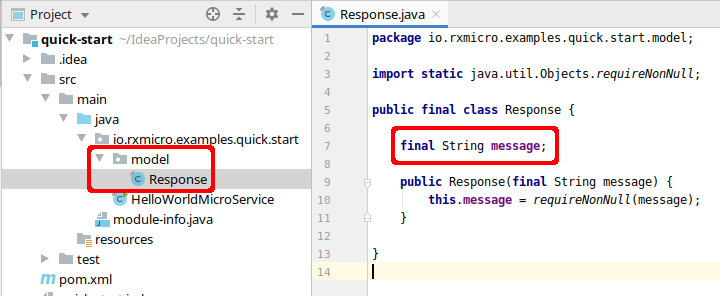 Project
quick-start ~/IdeaProjects/quick-start
.idea
src
main
java
io.rxmicro.examples.quick.start
model
Response
HelloWorldMicroService
module-info.java
resources
test
pom.xml
Response.java
1 package io.rxmicro.examples.quick.start.model;
2
3 import static java.util.Objects.requireNonNull;
4
5 public final class Response {
6
7 final String message;
8
9 public Response(final String message) {
10 this.message = requireNonNull(message);
11 }
12
13 }
14